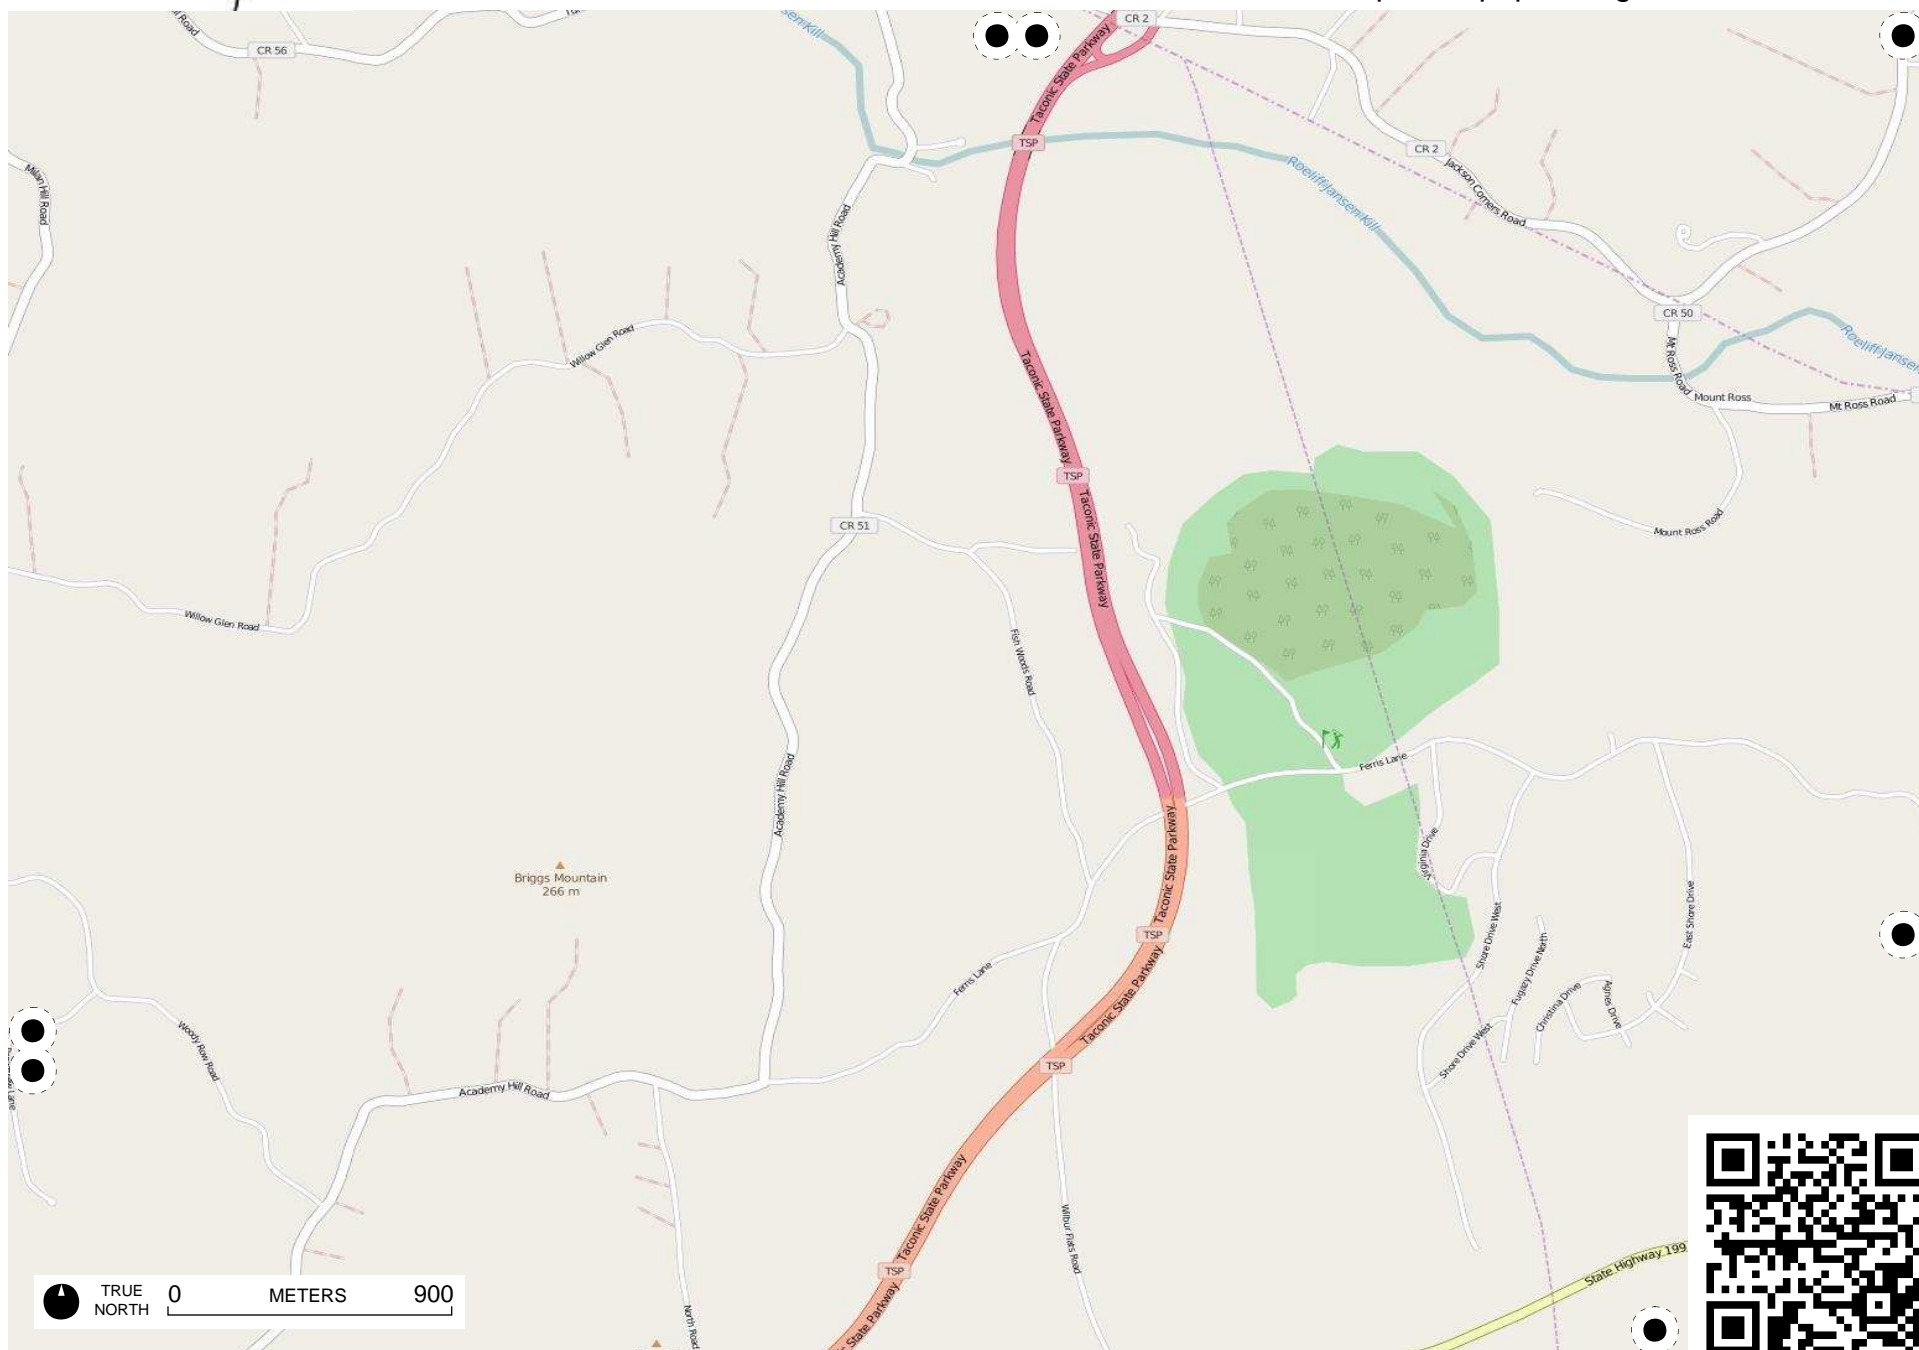 CR 2
CR 56
Taconic State Parkway
TSP
CR 2
Jackson Corners Road
Roeliff Jansen Kill
Milan Hill Road
Academy Hill Road
CR 50
Willow Glen Road
Roeliff Jansen
Mt Ross Road
Taconic State Parkway
Mount Ross
Mt Ross Road
TSP
CR 51
Taconic State Parkway
Mount Ross Road
Willow Glen Road
Fish Woods Road
Ferris Lane
Academy Hill Road
Taconic State Parkway
Virginia Drive
Briggs Mountain
266 m
East Shore Drive
TSP
Shore Drive West
Fugazy Drive North
Ferris Lane
Taconic State Parkway
Christina Drive
Agnes Drive
Woody Row Road
Shore Drive West
TSP
Academy Hill Road
Taconic State Parkway
Wilbur Flats Road
State Highway 199
TSP
TRUE
NORTH
0 METERS 900
North Road
State Parkway